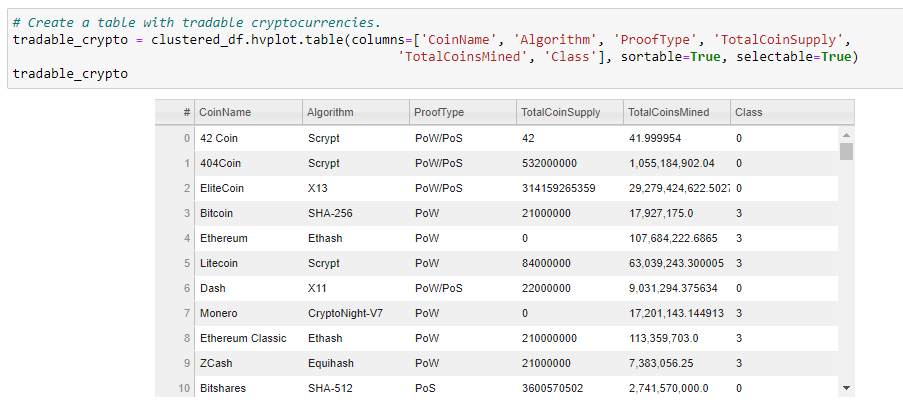 # Create a table with tradable cryptocurrencies.
tradable_crypto = clustered_df.hvplot.table(columns=['CoinName', 'Algorithm', 'ProofType', 'TotalCoinSupply',
'TotalCoinsMined', 'Class'], sortable=True, selectable=True)
tradable_crypto
# CoinName Algorithm ProofType TotalCoinSupply TotalCoinsMined Class
0 42 Coin Scrypt PoW/PoS 42 41.999954 0
1 404Coin Scrypt PoW/PoS 532000000 1,055,184,902.04 0
2 EliteCoin X13 PoW/PoS 314159265359 29,279,424,622.5027 0
3 Bitcoin SHA-256 PoW 21000000 17,927,175.0 3
4 Ethereum Ethash PoW 0 107,684,222.6865 3
5 Litecoin Scrypt PoW 84000000 63,039,243.300005 3
6 Dash X11 PoW/PoS 22000000 9,031,294.375634 0
7 Monero CryptoNight-V7 PoW 0 17,201,143.144913 3
8 Ethereum Classic Ethash PoW 210000000 113,359,703.0 3
9 ZCash Equihash PoW 21000000 7,383,056.25 3
10 Bitshares SHA-512 PoS 3600570502 2,741,570,000.0 0